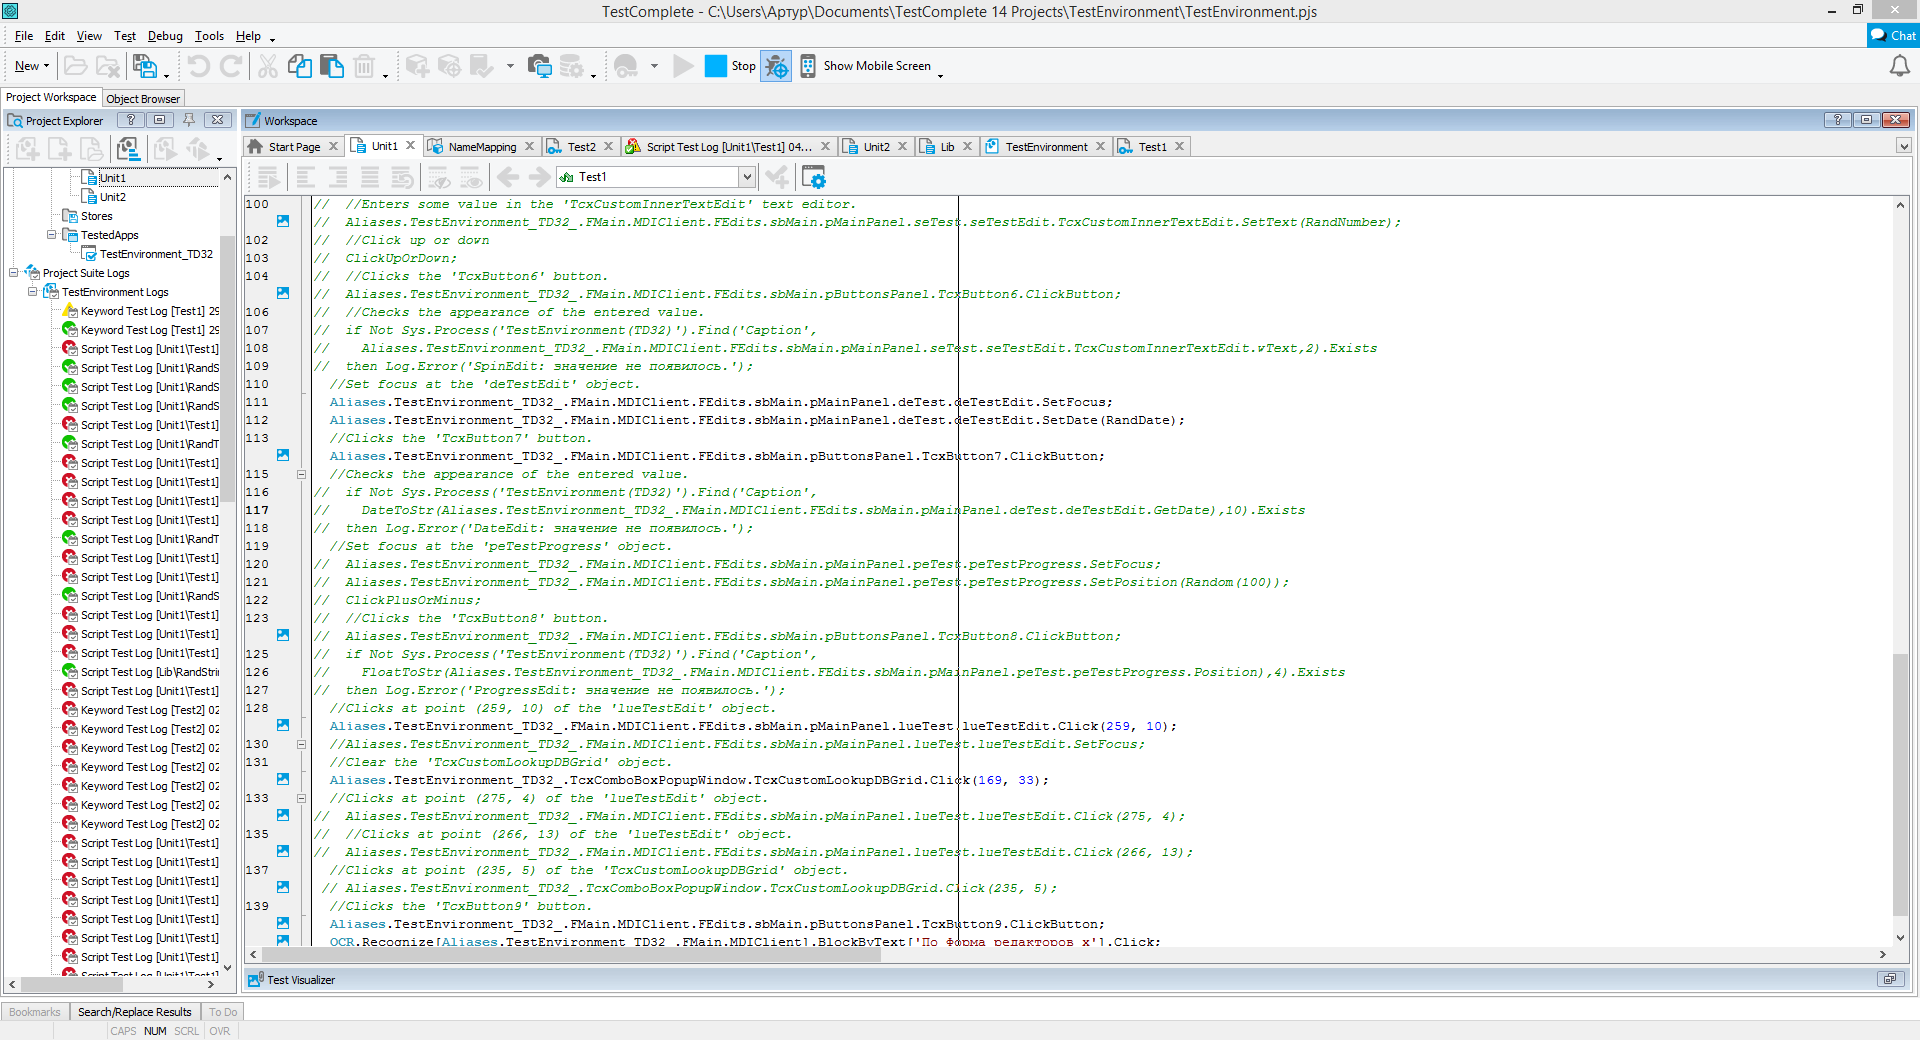 TestComplete - C:\Users\Артур\Documents\TestComplete 14 Projects\TestEnvironment\TestEnvironment.pjs
File Edit View Test Debug Tools Help
Chat
New Stop Show Mobile Screen
Project Workspace Object Browser
Project Explorer
Unit1
Unit2
Stores
TestedApps
TestEnvironment_TD32
Project Suite Logs
TestEnvironment Logs
Keyword Test Log [Test1] 29
Keyword Test Log [Test1] 29
Script Test Log [Unit1\Test1]
Script Test Log [Unit1\RandS
Script Test Log [Unit1\RandS
Script Test Log [Unit1\RandS
Script Test Log [Unit1\Test1]
Script Test Log [Unit1\RandT
Script Test Log [Unit1\Test1]
Script Test Log [Unit1\Test1]
Script Test Log [Unit1\Test1]
Script Test Log [Unit1\Test1]
Script Test Log [Unit1\RandT
Script Test Log [Unit1\Test1]
Script Test Log [Unit1\Test1]
Script Test Log [Unit1\RandS
Script Test Log [Unit1\Test1]
Script Test Log [Unit1\Test1]
Script Test Log [Unit1\Test1]
Script Test Log [Lib\RandStri
Script Test Log [Unit1\Test1]
Keyword Test Log [Test2] 02
Keyword Test Log [Test2] 02
Keyword Test Log [Test2] 02
Keyword Test Log [Test2] 02
Keyword Test Log [Test2] 02
Keyword Test Log [Test2] 02
Keyword Test Log [Test2] 02
Script Test Log [Unit1\Test1]
Script Test Log [Unit1\Test1]
Script Test Log [Unit1\Test1]
Script Test Log [Unit1\Test1]
Script Test Log [Unit1\Test1]
Script Test Log [Unit1\Test1]
Script Test Log [Unit1\Test1]
Script Test Log [Unit1\Test1]
Workspace
Start Page Unit1 NameMapping Test2 Script Test Log [Unit1\Test1] 04... Unit2 Lib TestEnvironment Test1
Test1
100 // //Enters some value in the 'TcxCustomInnerTextEdit' text editor.
// Aliases.TestEnvironment_TD32_.FMain.MDIClient.FEdits.sbMain.pMainPanel.seTest.seTestEdit.TcxCustomInnerTextEdit.SetText(RandNumber);
102 // //Click up or down
103 // ClickUpOrDown;
104 // //Clicks the 'TcxButton6' button.
// Aliases.TestEnvironment_TD32_.FMain.MDIClient.FEdits.sbMain.pButtonsPanel.TcxButton6.ClickButton;
106 // //Checks the appearance of the entered value.
107 // if Not Sys.Process('TestEnvironment(TD32)').Find('Caption',
108 // Aliases.TestEnvironment_TD32_.FMain.MDIClient.FEdits.sbMain.pMainPanel.seTest.seTestEdit.TcxCustomInnerTextEdit.wText,2).Exists
109 // then Log.Error('SpinEdit: значение не появилось.');
110 //Set focus at the 'deTestEdit' object.
111 Aliases.TestEnvironment_TD32_.FMain.MDIClient.FEdits.sbMain.pMainPanel.deTest.deTestEdit.SetFocus;
112 Aliases.TestEnvironment_TD32_.FMain.MDIClient.FEdits.sbMain.pMainPanel.deTest.deTestEdit.SetDate(RandDate);
113 //Clicks the 'TcxButton7' button.
Aliases.TestEnvironment_TD32_.FMain.MDIClient.FEdits.sbMain.pButtonsPanel.TcxButton7.ClickButton;
115 //Checks the appearance of the entered value.
116 // if Not Sys.Process('TestEnvironment(TD32)').Find('Caption',
117 // DateToStr(Aliases.TestEnvironment_TD32_.FMain.MDIClient.FEdits.sbMain.pMainPanel.deTest.deTestEdit.GetDate),10).Exists
118 // then Log.Error('DateEdit: значение не появилось.');
119 //Set focus at the 'peTestProgress' object.
120 // Aliases.TestEnvironment_TD32_.FMain.MDIClient.FEdits.sbMain.pMainPanel.peTest.peTestProgress.SetFocus;
121 // Aliases.TestEnvironment_TD32_.FMain.MDIClient.FEdits.sbMain.pMainPanel.peTest.peTestProgress.SetPosition(Random(100));
122 // ClickPlusOrMinus;
123 // //Clicks the 'TcxButton8' button.
// Aliases.TestEnvironment_TD32_.FMain.MDIClient.FEdits.sbMain.pButtonsPanel.TcxButton8.ClickButton;
125 // if Not Sys.Process('TestEnvironment(TD32)').Find('Caption',
126 // FloatToStr(Aliases.TestEnvironment_TD32_.FMain.MDIClient.FEdits.sbMain.pMainPanel.peTest.peTestProgress.Position),4).Exists
127 // then Log.Error('ProgressEdit: значение не появилось.');
128 //Clicks at point (259, 10) of the 'lueTestEdit' object.
Aliases.TestEnvironment_TD32_.FMain.MDIClient.FEdits.sbMain.pMainPanel.lueTest.lueTestEdit.Click(259, 10);
130 //Aliases.TestEnvironment_TD32_.FMain.MDIClient.FEdits.sbMain.pMainPanel.lueTest.lueTestEdit.SetFocus;
131 //Clear the 'TcxCustomLookupDBGrid' object.
Aliases.TestEnvironment_TD32_.TcxComboBoxPopupWindow.TcxCustomLookupDBGrid.Click(169, 33);
133 //Clicks at point (275, 4) of the 'lueTestEdit' object.
// Aliases.TestEnvironment_TD32_.FMain.MDIClient.FEdits.sbMain.pMainPanel.lueTest.lueTestEdit.Click(275, 4);
135 // //Clicks at point (266, 13) of the 'lueTestEdit' object.
// Aliases.TestEnvironment_TD32_.FMain.MDIClient.FEdits.sbMain.pMainPanel.lueTest.lueTestEdit.Click(266, 13);
137 //Clicks at point (235, 5) of the 'TcxCustomLookupDBGrid' object.
// Aliases.TestEnvironment_TD32_.TcxComboBoxPopupWindow.TcxCustomLookupDBGrid.Click(235, 5);
139 //Clicks the 'TcxButton9' button.
Aliases.TestEnvironment_TD32_.FMain.MDIClient.FEdits.sbMain.pButtonsPanel.TcxButton9.ClickButton;
OCR.Recognize[Aliases.TestEnvironment_TD32_.FMain.MDIClient].BlockByText['По Форма редакторов x'].Click;
Test Visualizer
Bookmarks Search/Replace Results To Do
CAPS NUM SCRL OVR